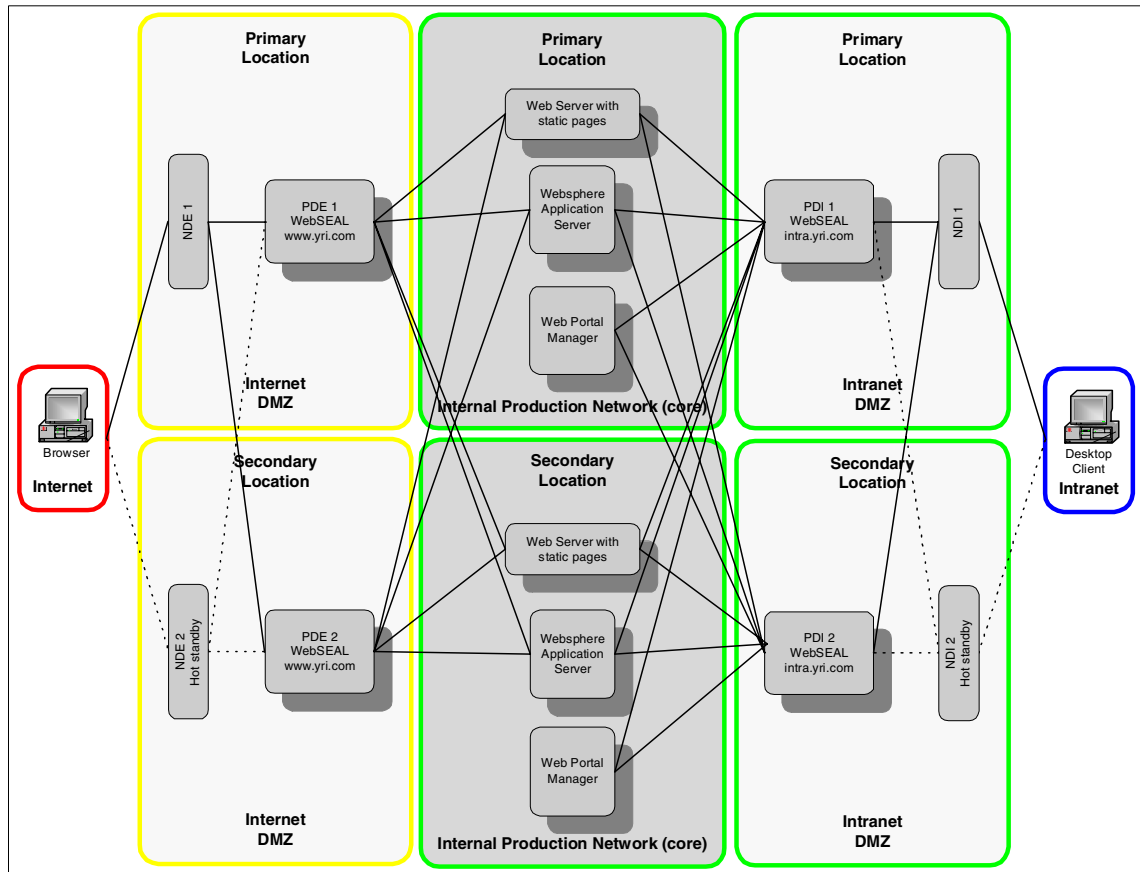 Primary
Location
Primary
Location
Primary
Location
Web Server with
static pages
NDE 1
PDE 1
WebSEAL
www.yri.com
Websphere
Application
Server
PDI 1
WebSEAL
intra.yri.com
NDI 1
Web Portal
Manager
Internet
DMZ
Internal Production Network (core)
Intranet
DMZ
Browser
Internet
Desktop
Client
Intranet
Secondary
Location
Secondary
Location
Secondary
Location
Web Server with
static pages
NDE 2
Hot standby
PDE 2
WebSEAL
www.yri.com
Websphere
Application
Server
PDI 2
WebSEAL
intra.yri.com
NDI 2
Hot standby
Web Portal
Manager
Internet
DMZ
Internal Production Network (core)
Intranet
DMZ